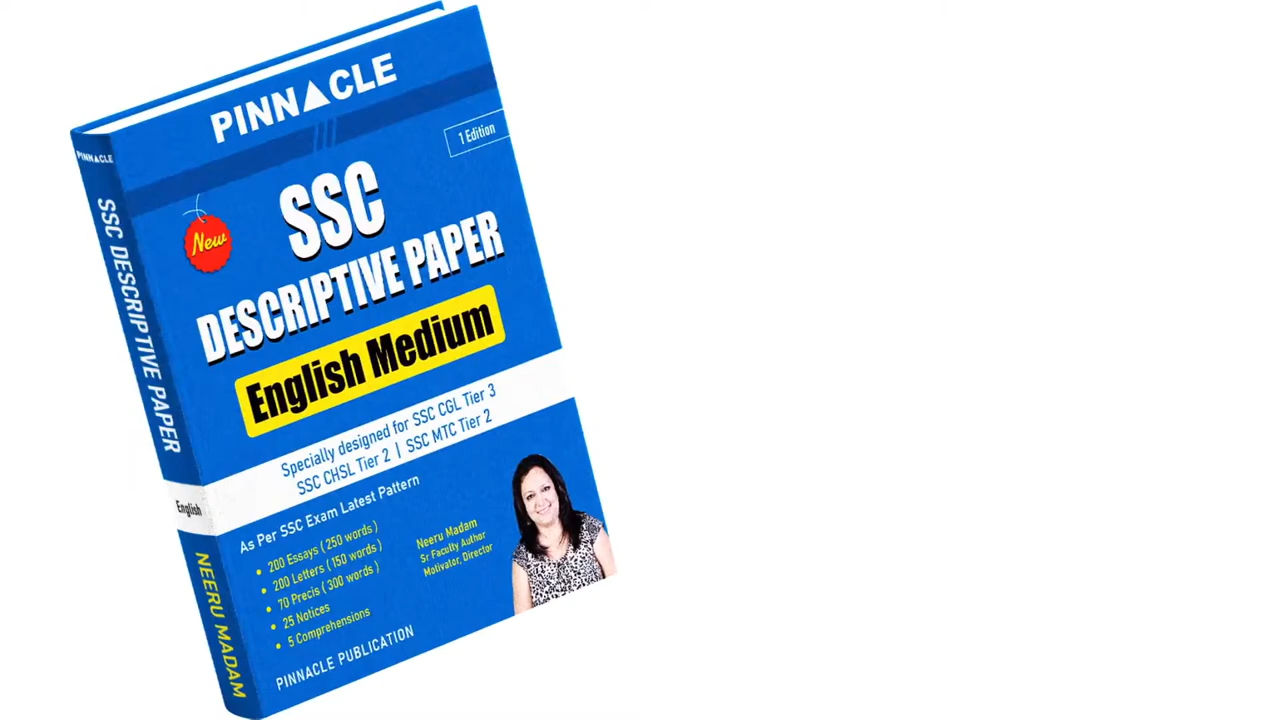 PINNACLE
1 Edition
New
SSC
DESCRIPTIVE PAPER
English Medium
Specially designed for SSC CGL Tier 3
SSC CHSL Tier 2 | SSC MTC Tier 2
As Per SSC Exam Latest Pattern
• 200 Essays ( 250 words )
• 200 Letters ( 150 words )
• 70 Precis ( 300 words )
• 25 Notices
• 5 Comprehensions
Neeru Madam
Sr Faculty Author
Motivator, Director
PINNACLE PUBLICATION
PINNACLE
SSC DESCRIPTIVE PAPER
English
NEERU MADAM